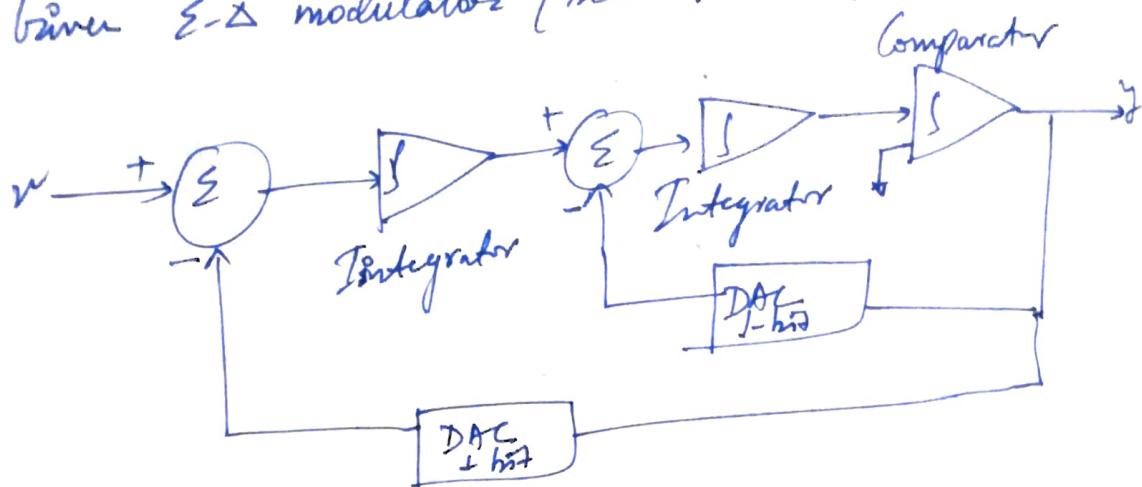 Given Σ-Δ modulator (
Comparator
+
Σ
∫
+
Σ
∫
∫
y
-
Integrator
-
Integrator
DAC
1-bit
DAC
1 bit